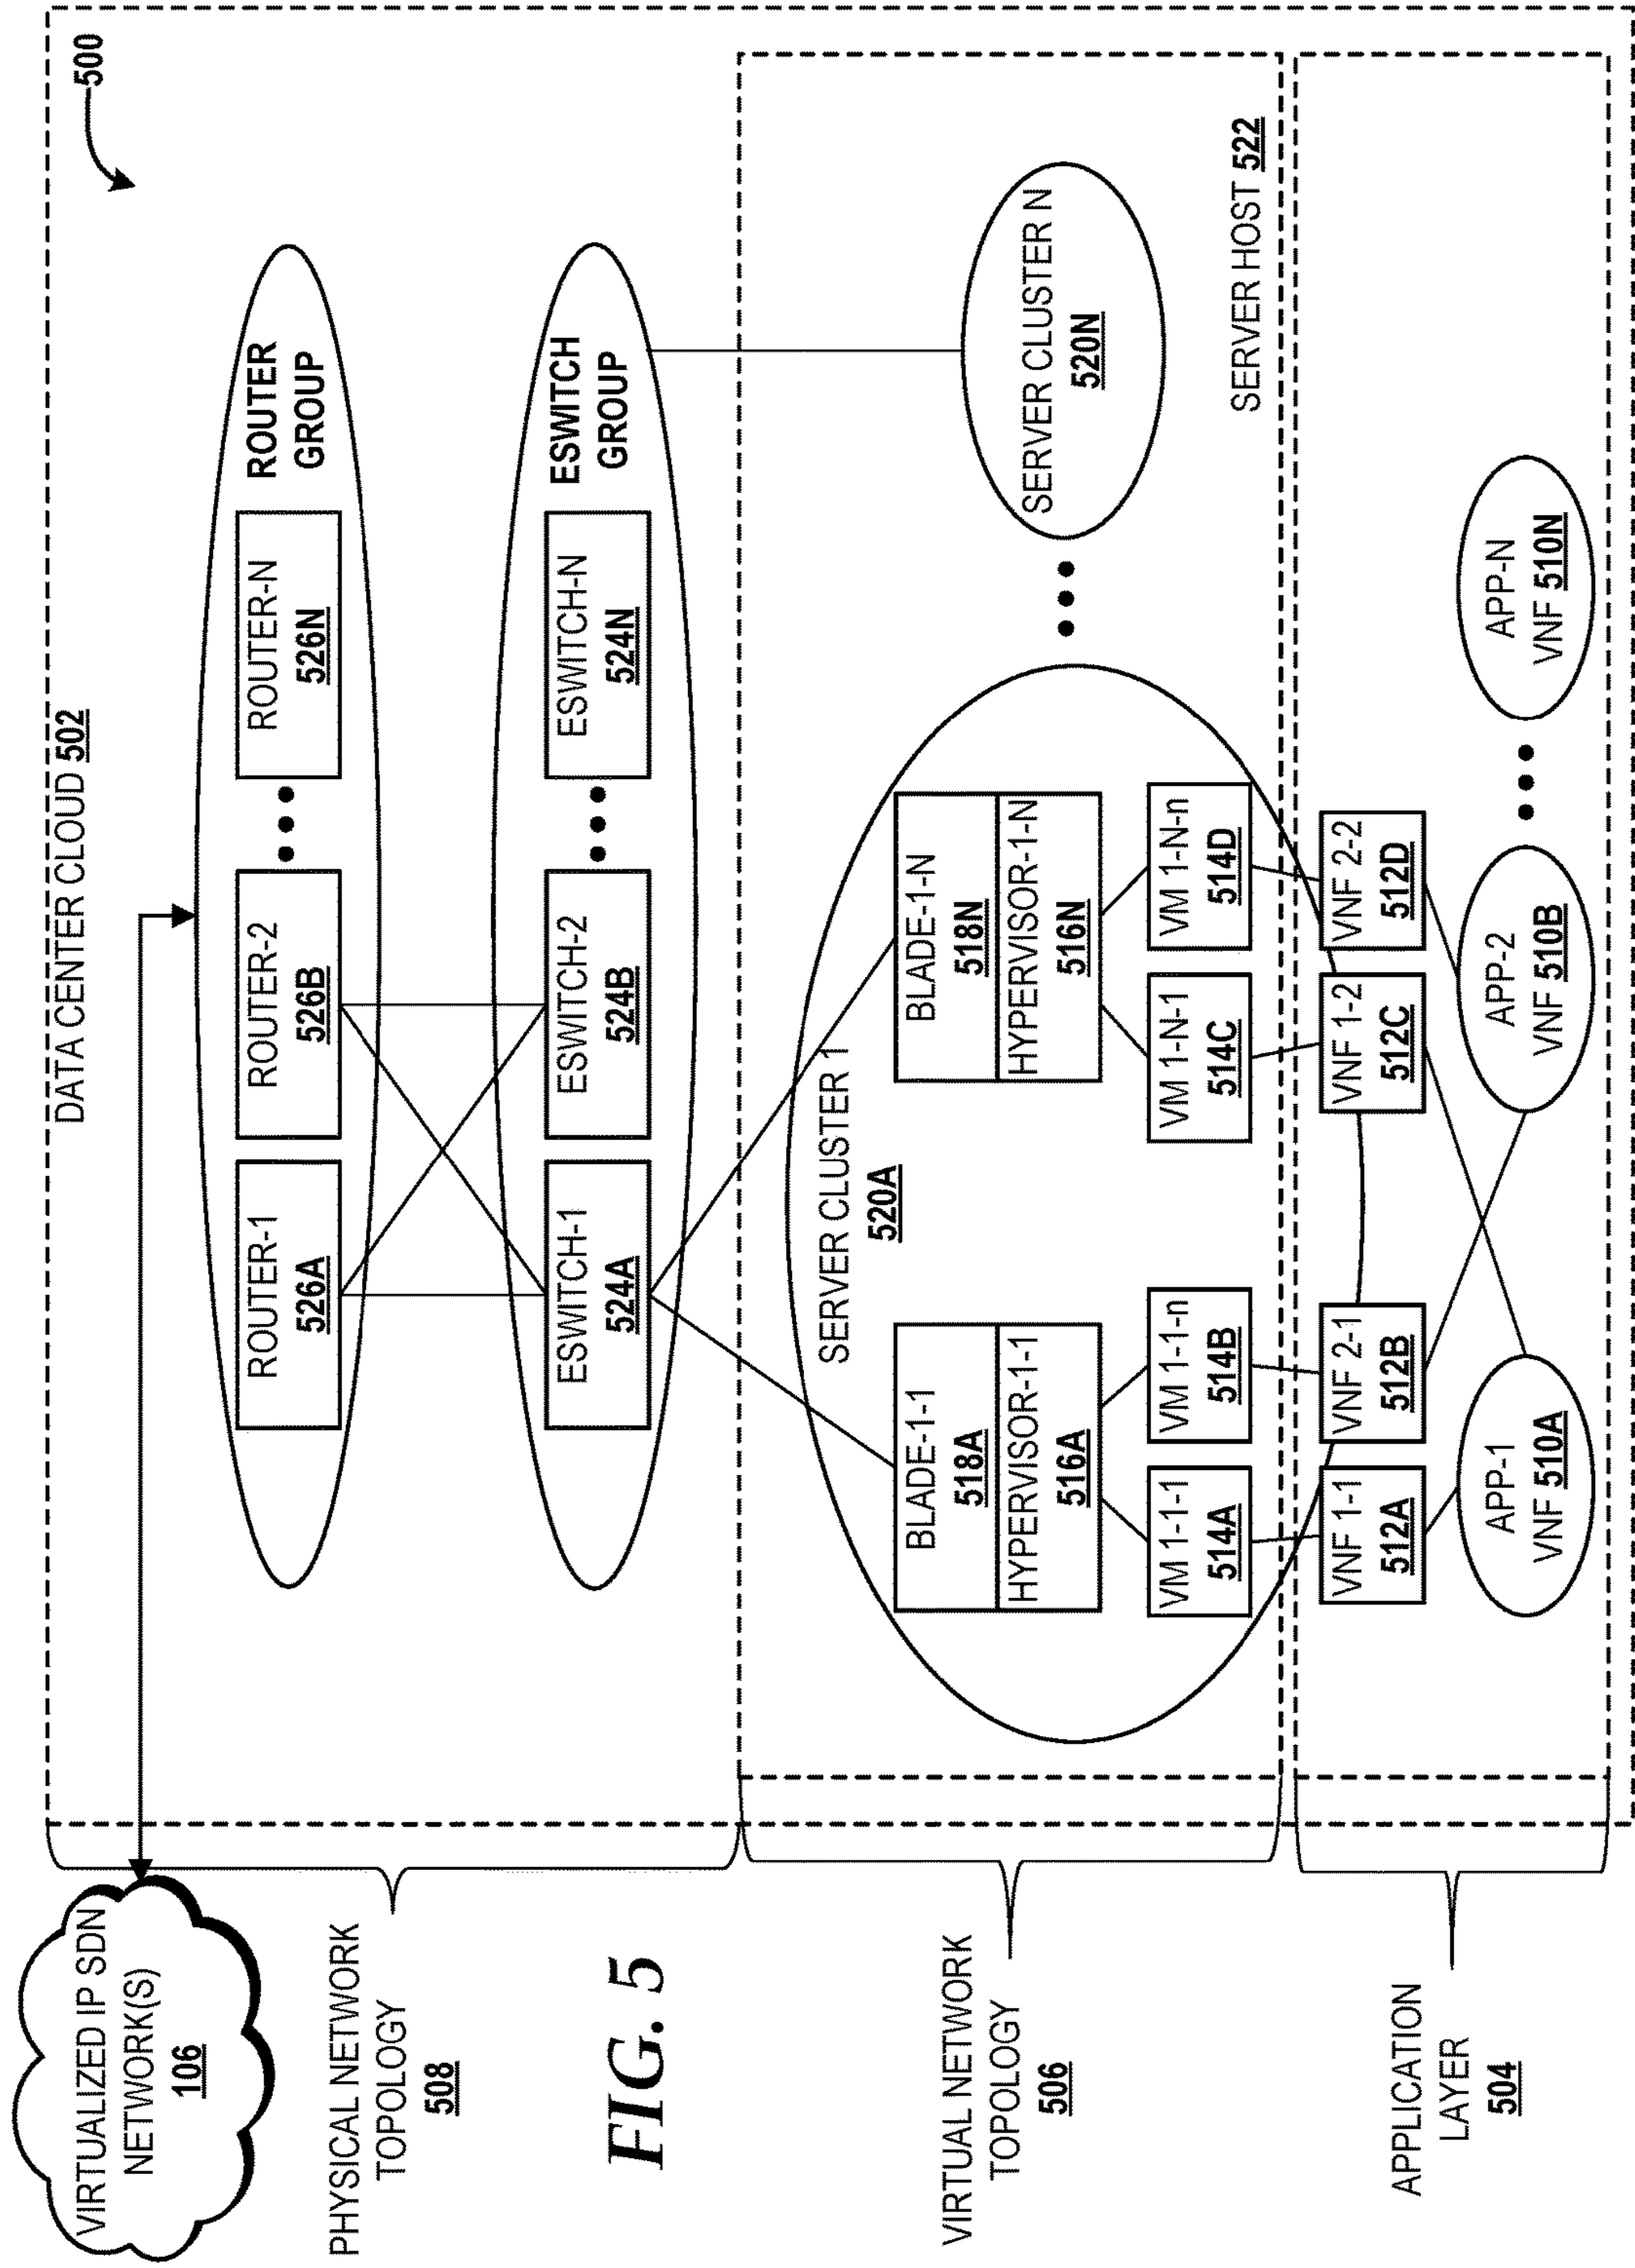 500
DATA CENTER CLOUD 502
VIRTUALIZED IP SDN
NETWORK(S)
106
ROUTER-1
526A
ROUTER-2
526B
ROUTER-N
526N
ROUTER
GROUP
PHYSICAL NETWORK
TOPOLOGY
508
ESWITCH-1
524A
ESWITCH-2
524B
ESWITCH-N
524N
ESWITCH
GROUP
FIG. 5
SERVER CLUSTER 1
520A
VIRTUAL NETWORK
TOPOLOGY
506
BLADE-1-1
518A
HYPERVISOR-1-1
516A
BLADE-1-N
518N
HYPERVISOR-1-N
516N
SERVER CLUSTER N
520N
VM 1-1-1
514A
VM 1-1-n
514B
VM 1-N-1
514C
VM 1-N-n
514D
SERVER HOST 522
VNF 1-1
512A
VNF 2-1
512B
VNF 1-2
512C
VNF 2-2
512D
APPLICATION
LAYER
504
APP-1
VNF 510A
APP-2
VNF 510B
APP-N
VNF 510N